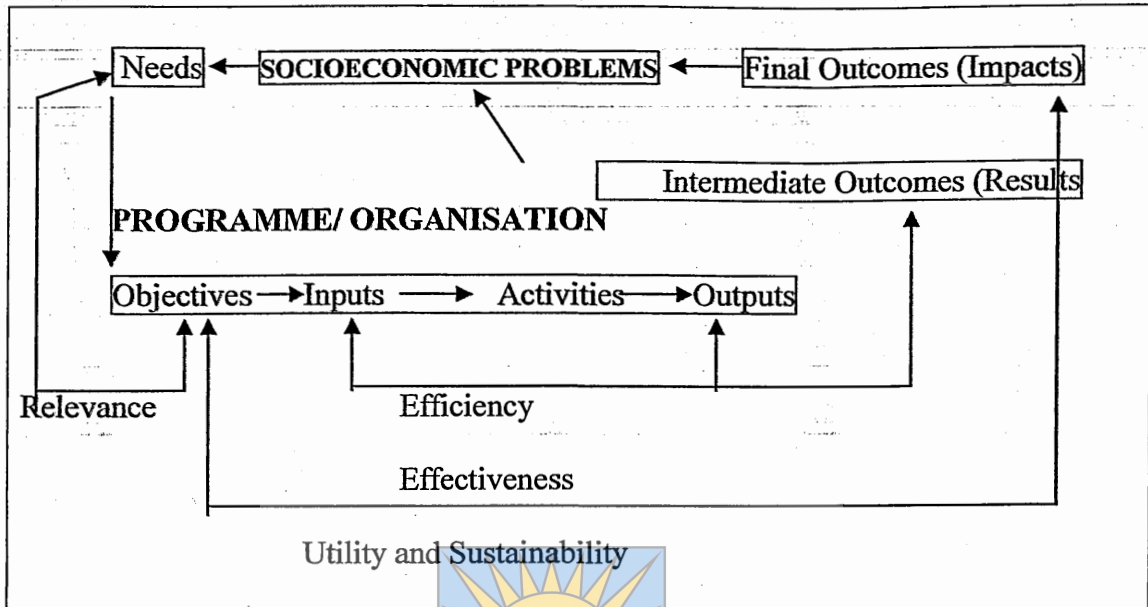 Needs SOCIOECONOMIC PROBLEMS Final Outcomes (Impacts)
Intermediate Outcomes (Results
PROGRAMME/ ORGANISATION
Objectives Inputs Activities Outputs
Relevance Efficiency
Effectiveness
Utility and Sustainability